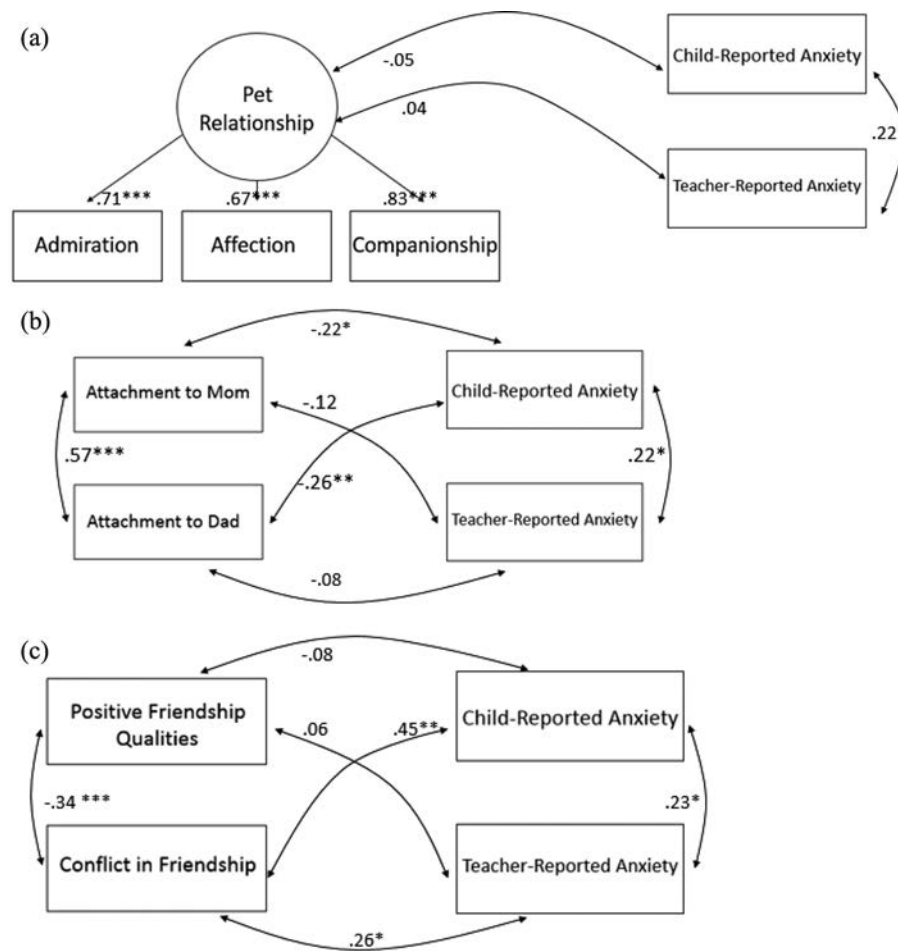 (a)
Pet
Relationship
-.05
.04
Child-Reported Anxiety
.22
Teacher-Reported Anxiety
.71***
.67***
.83***
Admiration
Affection
Companionship
(b)
-.22*
Attachment to Mom
Child-Reported Anxiety
-.12
.57***
.22*
-.26**
Attachment to Dad
Teacher-Reported Anxiety
-.08
(c)
-.08
Positive Friendship
Qualities
Child-Reported Anxiety
.06
.45**
-.34 ***
.23*
Conflict in Friendship
Teacher-Reported Anxiety
.26*